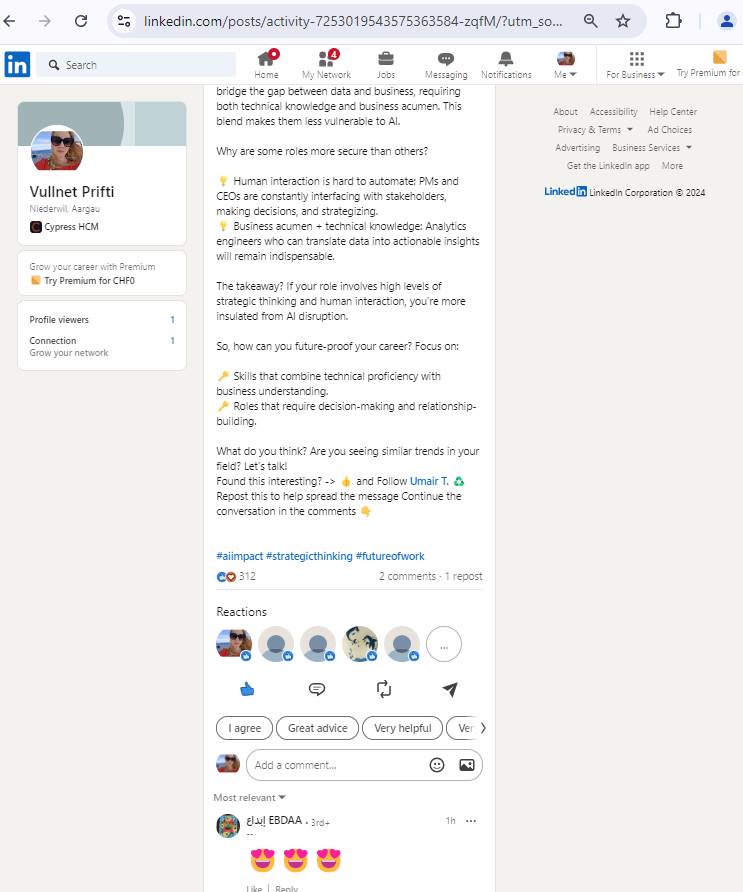 linkedin.com/posts/activity-7253019543575363584-zqfM/?utm_so...
in
Search
Home
4
My Network
Jobs
Messaging
Notifications
Me
For Business
Try Premium for
Vullnet Prifti
Niederwil, Aargau
Cypress HCM
Grow your career with Premium
Try Premium for CHF0
Profile viewers 1
Connection 1
Grow your network
bridge the gap between data and business, requiring
both technical knowledge and business acumen. This
blend makes them less vulnerable to AI.
Why are some roles more secure than others?
💡 Human interaction is hard to automate: PMs and
CEOs are constantly interfacing with stakeholders,
making decisions, and strategizing.
💡 Business acumen + technical knowledge: Analytics
engineers who can translate data into actionable insights
will remain indispensable.
The takeaway? If your role involves high levels of
strategic thinking and human interaction, you're more
insulated from AI disruption.
So, how can you future-proof your career? Focus on:
🔑 Skills that combine technical proficiency with
business understanding.
🔑 Roles that require decision-making and relationship-
building.
What do you think? Are you seeing similar trends in your
field? Let's talk!
Found this interesting? -> 👍 and Follow Umair T. ♻️
Repost this to help spread the message Continue the
conversation in the comments 👇
#aiimpact #strategicthinking #futureofwork
312 2 comments · 1 repost
Reactions
...
I agree
Great advice
Very helpful
Ver
Add a comment...
Most relevant
إبداع EBDAA · 3rd+ 1h ...
--
😍 😍 😍
Like | Reply
About Accessibility Help Center
Privacy & Terms Ad Choices
Advertising Business Services
Get the LinkedIn app More
LinkedIn LinkedIn Corporation © 2024